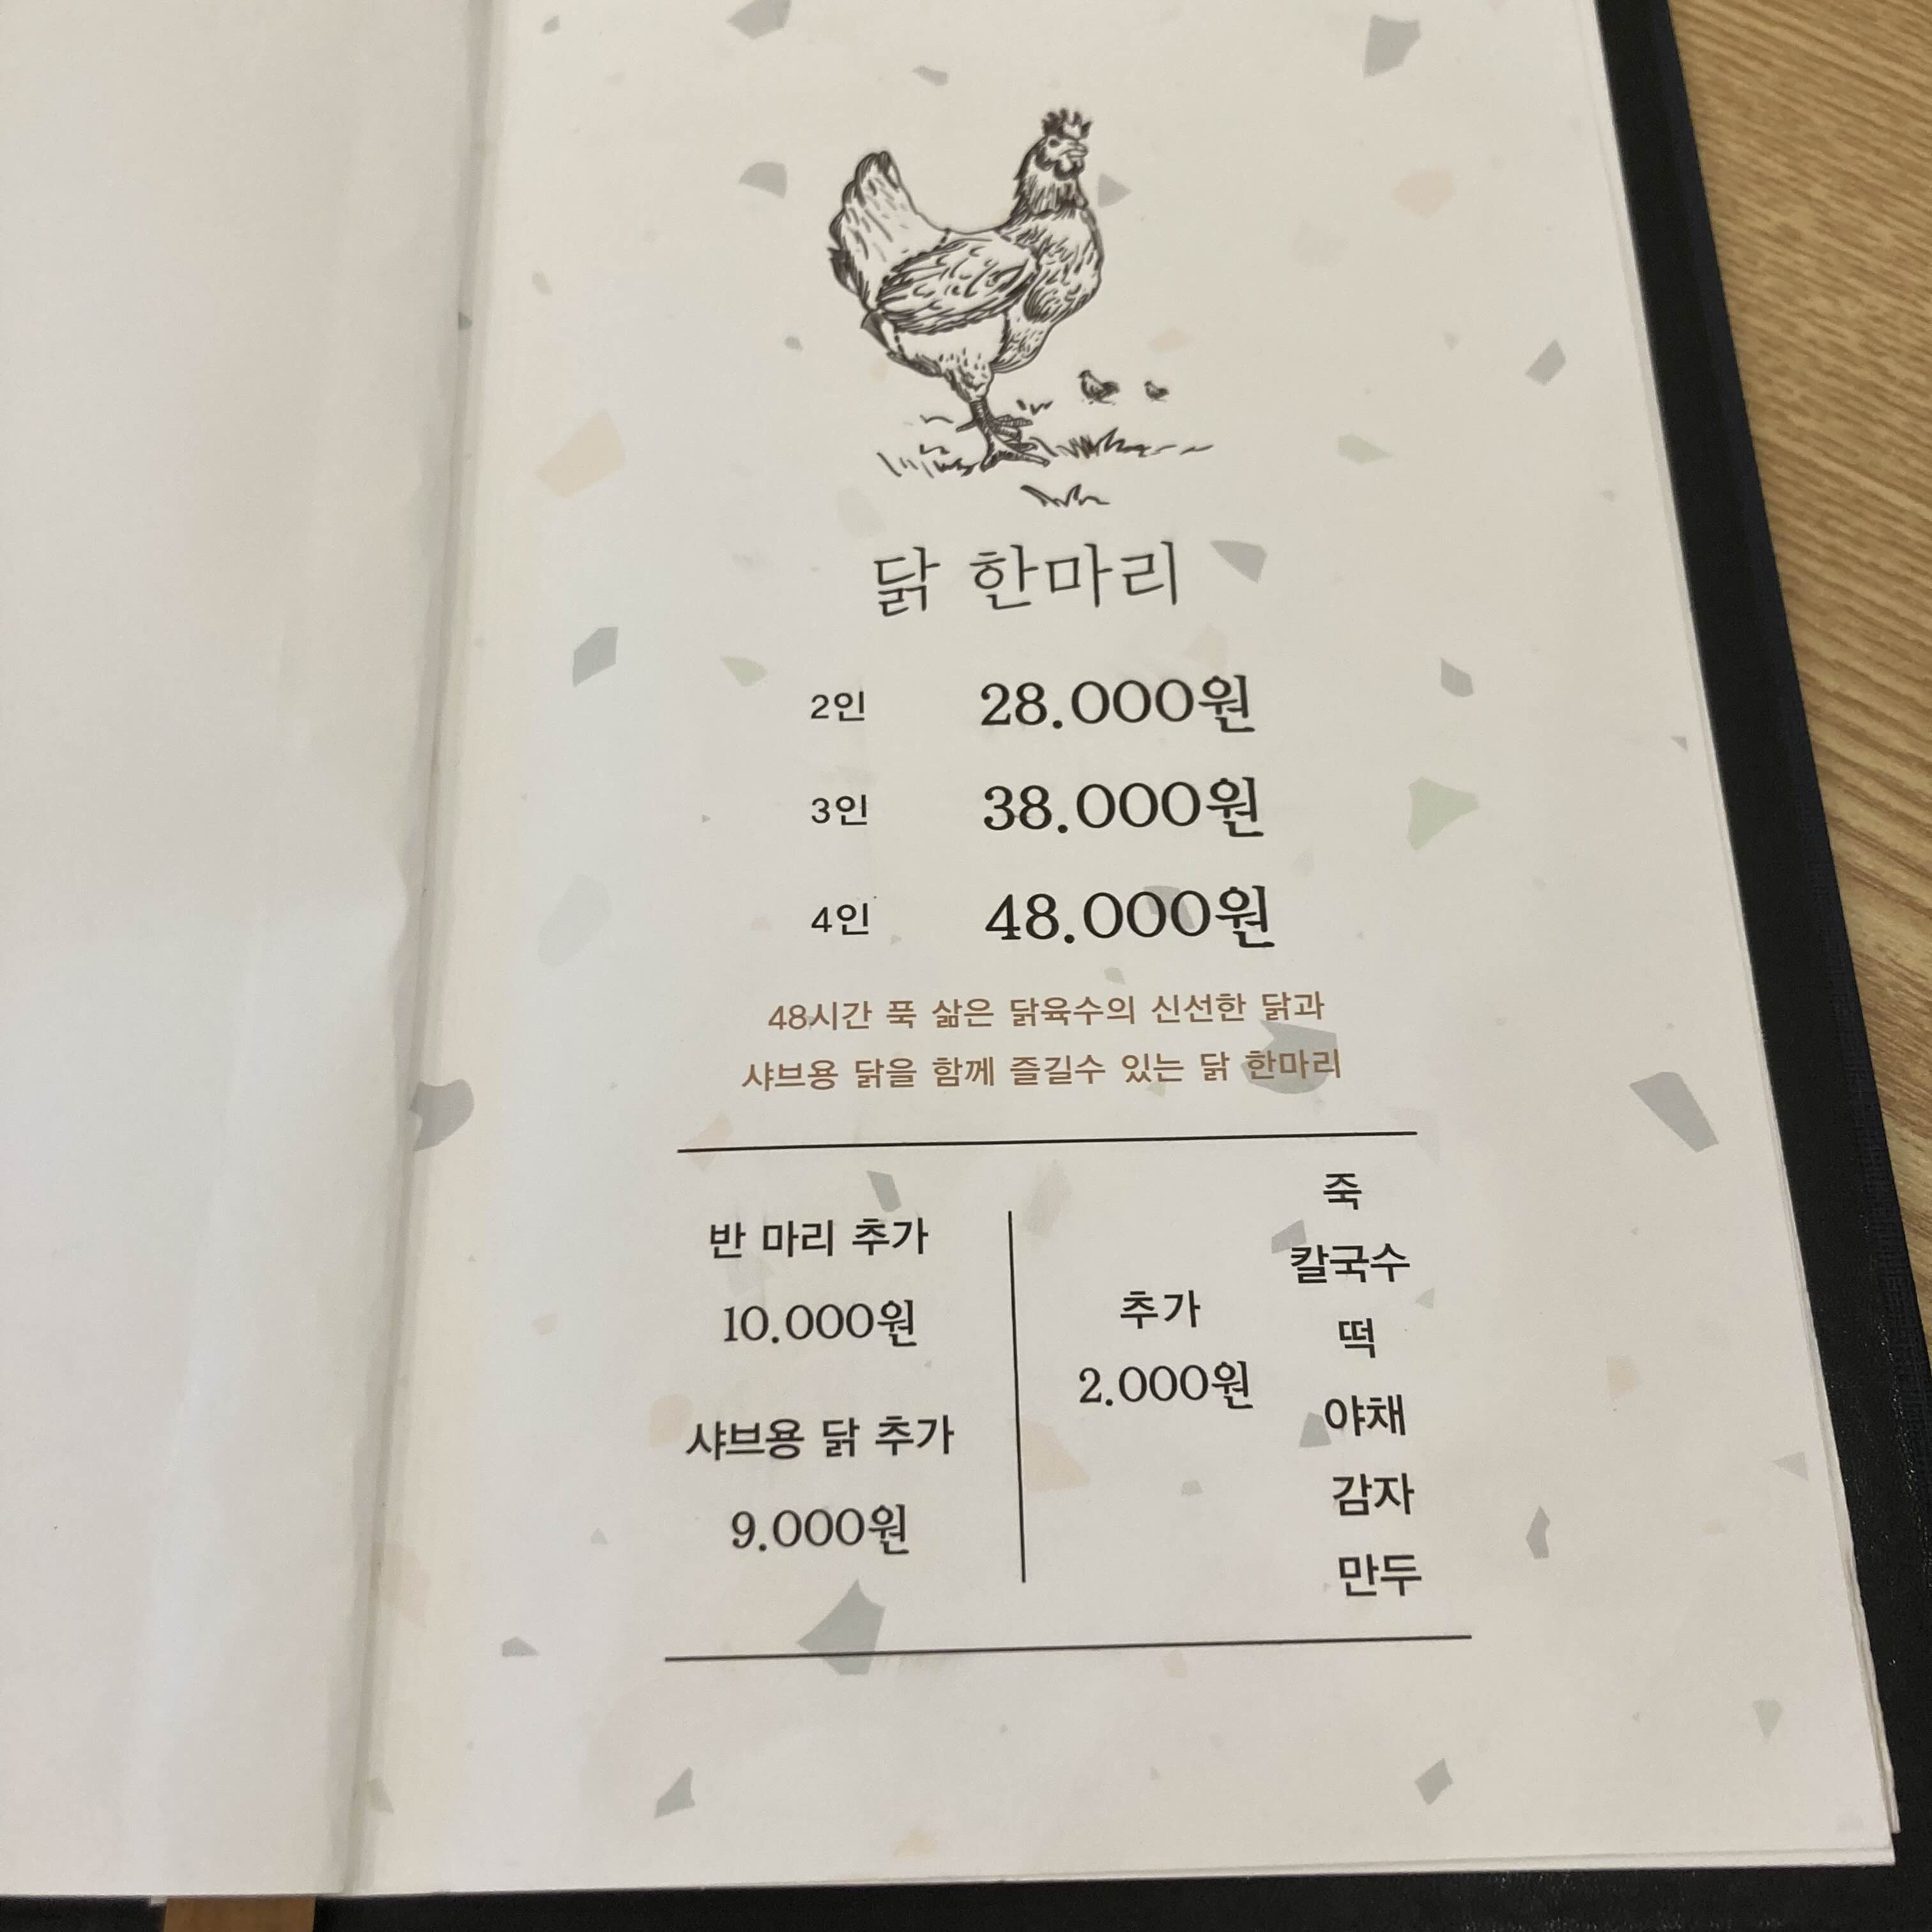 닭 한마리
2인 28.000원
3인 38.000원
4인 48.000원
48시간 푹 삶은 닭육수의 신선한 닭과
샤브용 닭을 함께 즐길수 있는 닭 한마리
반 마리 추가
10.000원
샤브용 닭 추가
9.000원
추가
2.000원
죽
칼국수
떡
야채
감자
만두